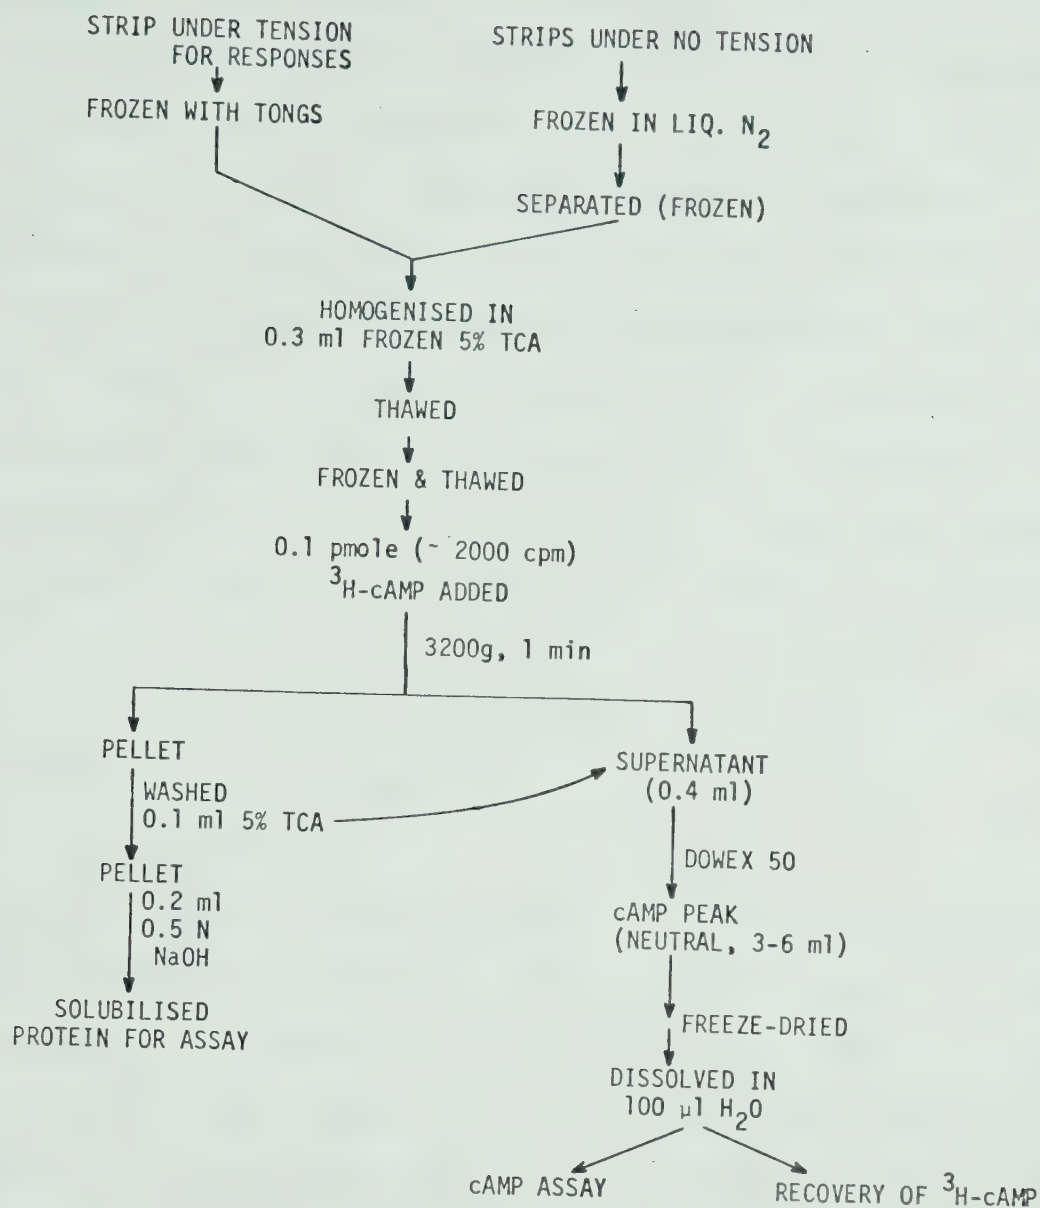 STRIP UNDER TENSION
FOR RESPONSES
STRIPS UNDER NO TENSION
FROZEN WITH TONGS
FROZEN IN LIQ. N2
SEPARATED (FROZEN)
HOMOGENISED IN
0.3 ml FROZEN 5% TCA
THAWED
FROZEN & THAWED
0.1 pmole (~ 2000 cpm)
3H-cAMP ADDED
3200g, 1 min
PELLET
WASHED
0.1 ml 5% TCA
PELLET
0.2 ml
0.5 N
NaOH
SOLUBILISED
PROTEIN FOR ASSAY
SUPERNATANT
(0.4 ml)
DOWEX 50
cAMP PEAK
(NEUTRAL, 3-6 ml)
FREEZE-DRIED
DISSOLVED IN
100 µl H2O
cAMP ASSAY
RECOVERY OF 3H-cAMP